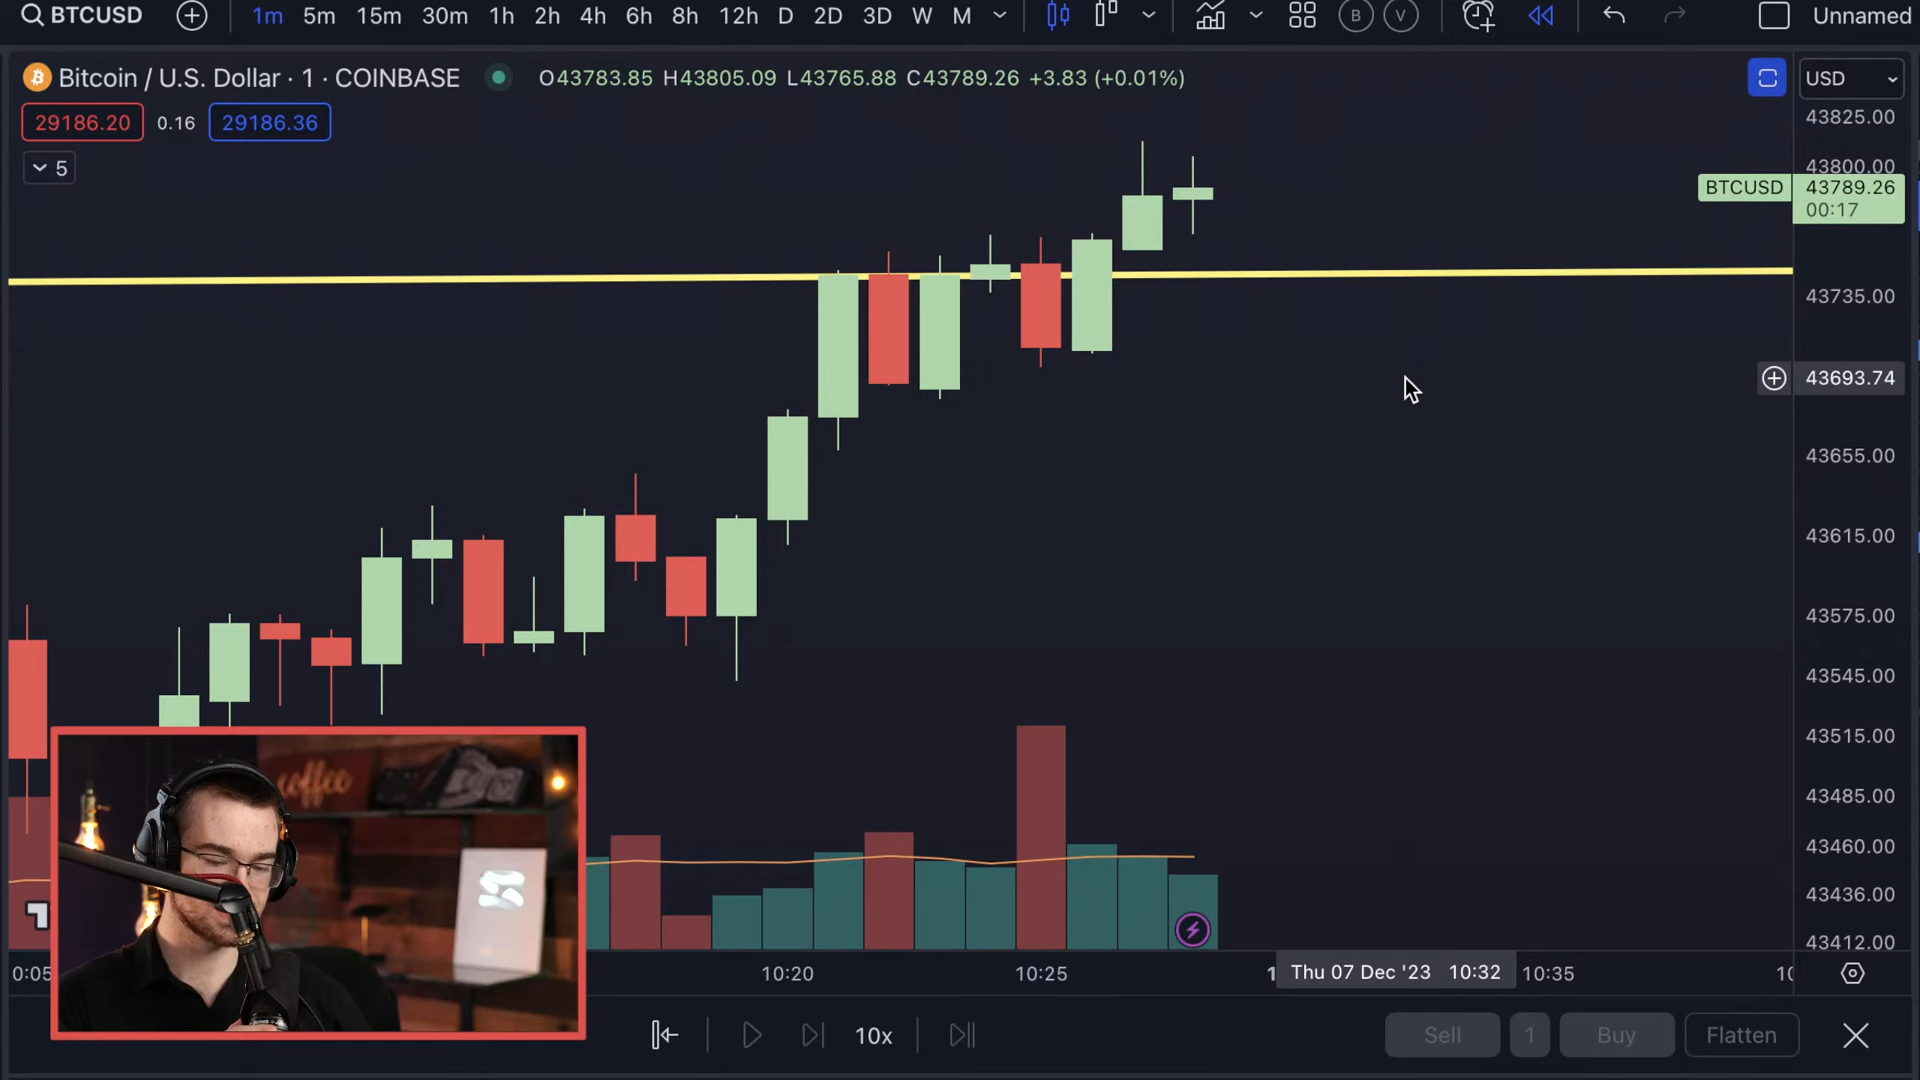 BTCUSD 1m 5m 15m 30m 1h 2h 4h 6h 8h 12h D 2D 3D W M B V Unnamed
Bitcoin / U.S. Dollar · 1 · COINBASE O43783.85 H43805.09 L43765.88 C43789.26 +3.83 (+0.01%) USD
29186.20 0.16 29186.36
5
43825.00
43800.00
BTCUSD 43789.26
00:17
43735.00
43693.74
43655.00
43615.00
43575.00
43545.00
43515.00
43485.00
43460.00
43436.00
43412.00
coffee
0:05 10:20 10:25 1 Thu 07 Dec '23 10:32 10:35 10
10x Sell 1 Buy Flatten